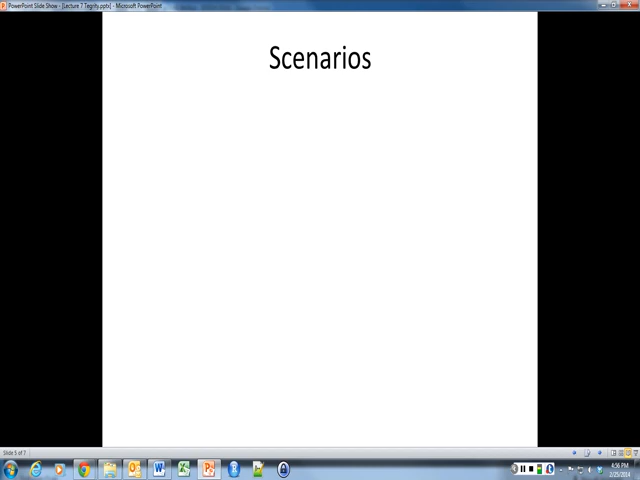 PowerPoint Slide Show - [Lecture 7 Tegrity.pptx] - Microsoft PowerPoint
Scenarios
Slide 5 of 7
4:56 PM
2/25/2014